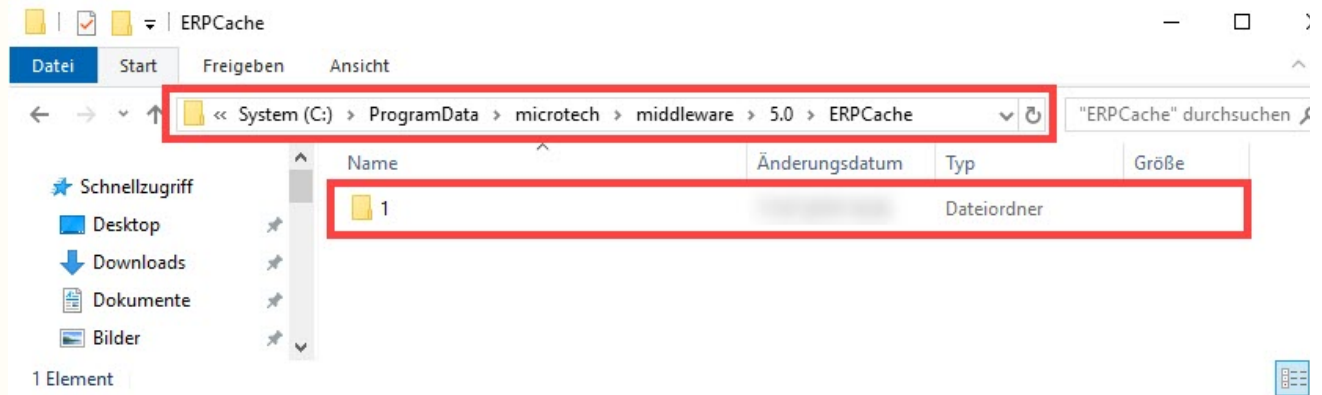 ERPCache
Datei Start Freigeben Ansicht
« System (C:) > ProgramData > microtech > middleware > 5.0 > ERPCache "ERPCache" durchsuchen
Name Änderungsdatum Typ Größe
Schnellzugriff
1 Dateiordner
Desktop
Downloads
Dokumente
Bilder
1 Element